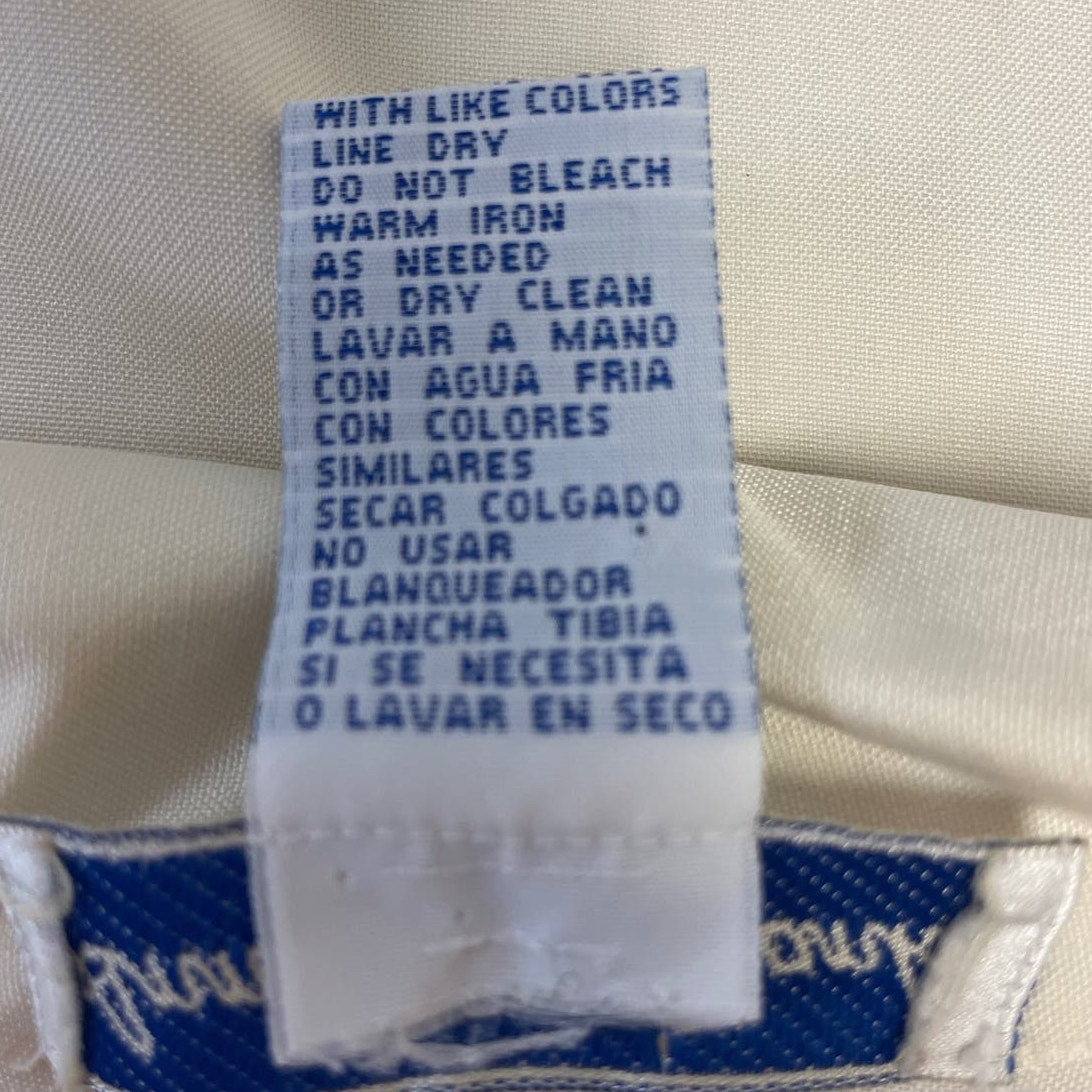 WITH LIKE COLORS
LINE DRY
DO NOT BLEACH
WARM IRON
AS NEEDED
OR DRY CLEAN
LAVAR A MANO
CON AGUA FRIA
CON COLORES
SIMILARES
SECAR COLGADO
NO USAR
BLANQUEADOR
PLANCHA TIBIA
SI SE NECESITA
O LAVAR EN SECO